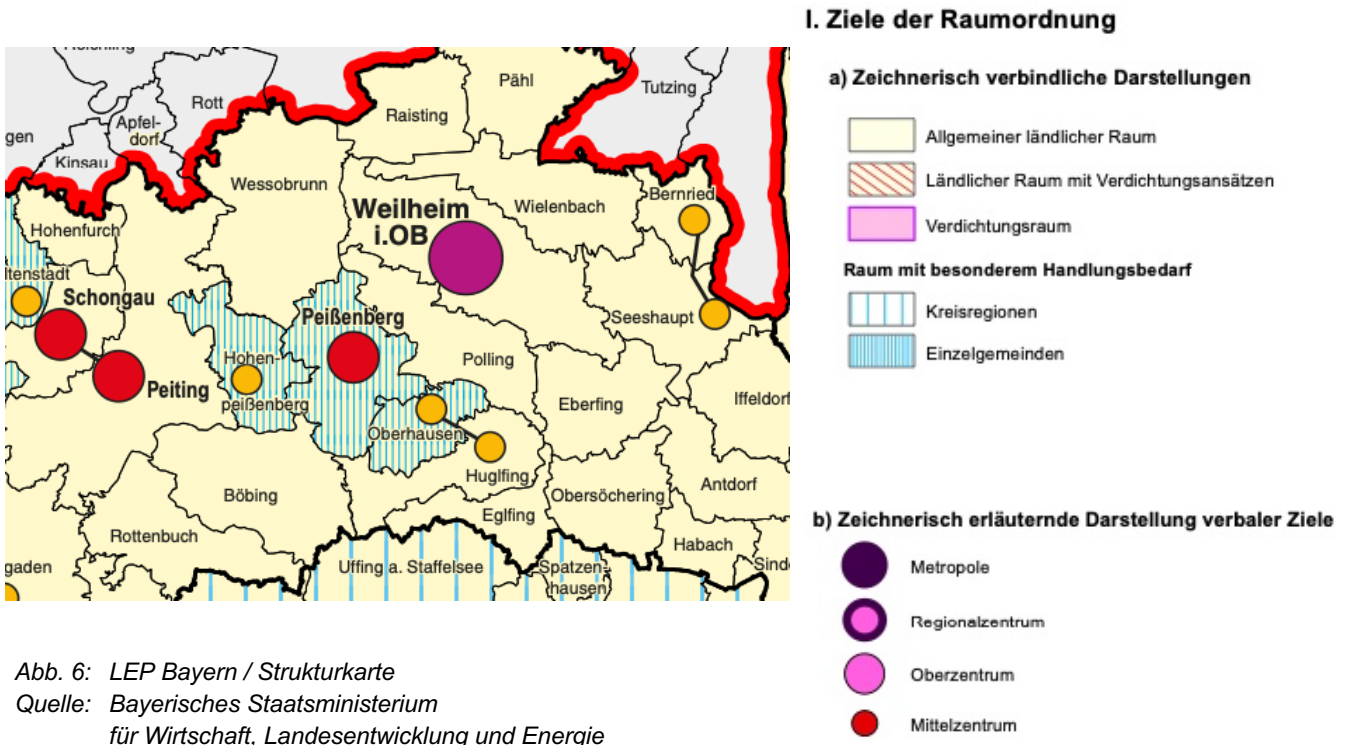 I. Ziele der Raumordnung
a) Zeichnerisch verbindliche Darstellungen
Allgemeiner ländlicher Raum
Ländlicher Raum mit Verdichtungsansätzen
Verdichtungsraum
Raum mit besonderem Handlungsbedarf
Kreisregionen
Einzelgemeinden
b) Zeichnerisch erläuternde Darstellung verbaler Ziele
Metropole
Regionalzentrum
Oberzentrum
Mittelzentrum
Pähl
Tutzing
Rott
Raisting
Apfel-
dorf
gen
Kinsau
Wessobrunn
Bernried
Weilheim
i.OB
Wielenbach
Hohenfurch
ltenstadt
Schongau
Seeshaupt
Peißenberg
Hohen-
peißenberg
Polling
Peiting
Eberfing
Iffeldorf
Oberhausen
Huglfing
Antdorf
Böbing
Obersöchering
Eglfing
Rottenbuch
Habach
gaden
Uffing a. Staffelsee
Spatzen-
hausen
Sind
Abb. 6: LEP Bayern / Strukturkarte
Quelle: Bayerisches Staatsministerium
für Wirtschaft, Landesentwicklung und Energie